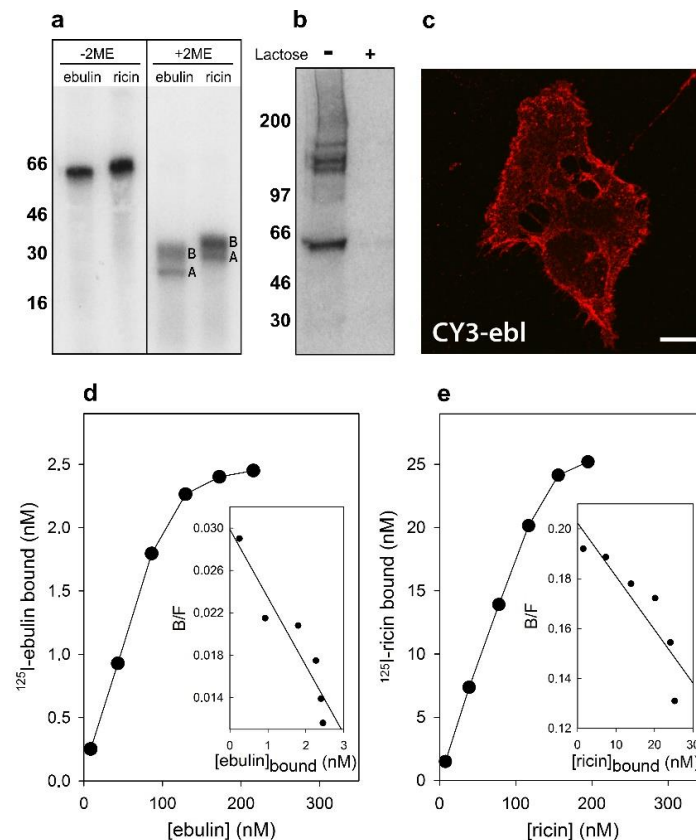 a
-2ME +2ME
ebulin ricin ebulin ricin
66
46
30
16
B
A
B
A
b
Lactose - +
200
97
66
46
30
c
CY3-ebl
d
¹²⁵I-ebulin bound (nM)
2.5
2.0
1.5
1.0
0.5
0.0
0 100 200 300
[ebulin] (nM)
B/F
0.030
0.024
0.018
0.012
0 1 2 3
[ebulin]bound (nM)
e
¹²⁵I-ricin bound (nM)
25
20
15
10
5
0
0 100 200 300
[ricin] (nM)
B/F
0.20
0.18
0.16
0.14
0.12
0 10 20 30
[ricin]bound (nM)